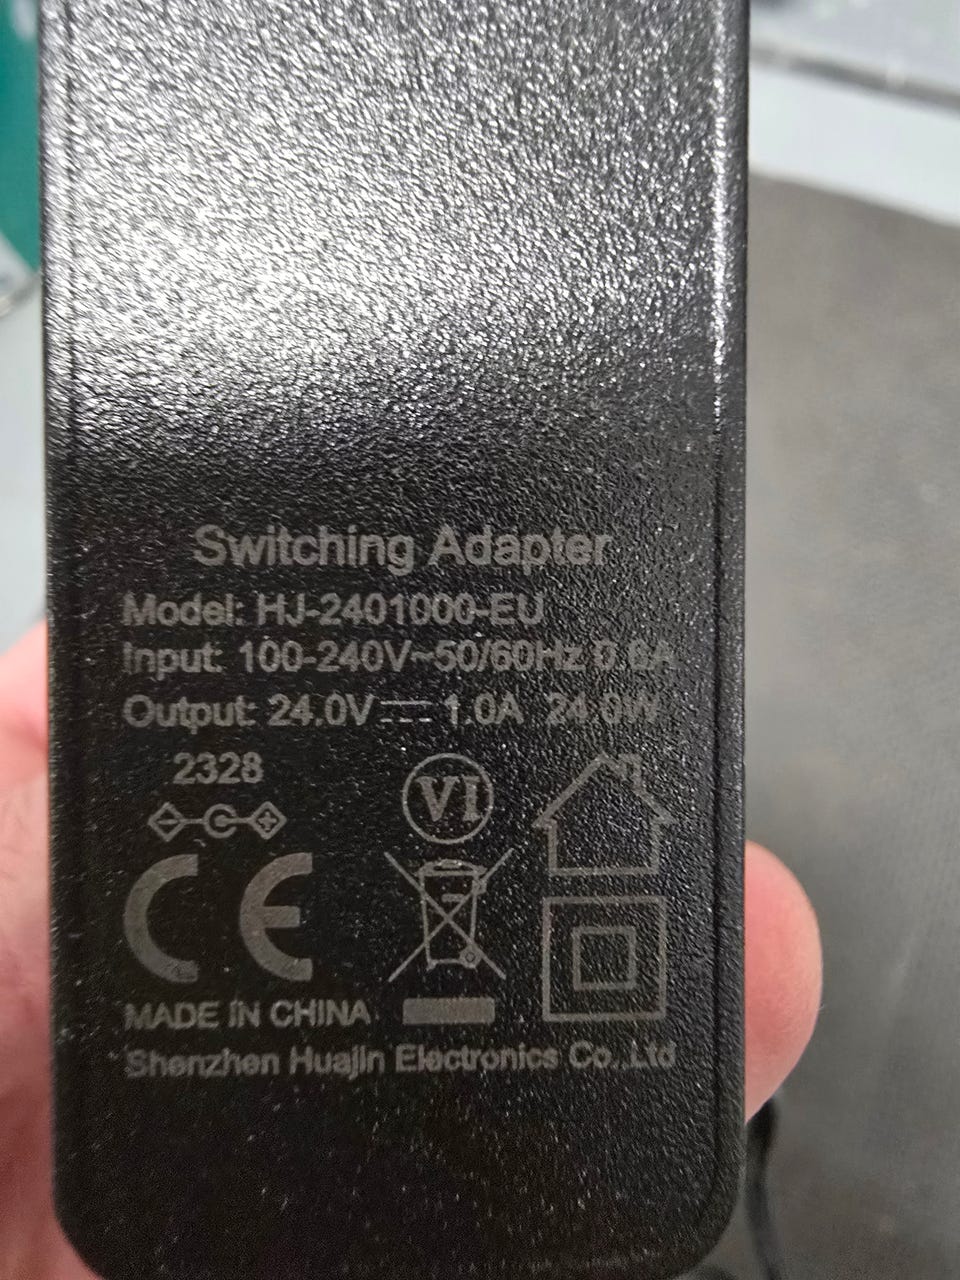 Switching Adapter
Model: HJ-2401000-EU
Input: 100-240V~50/60Hz 0.6A
Output: 24.0V⎓1.0A 24.0W
2328
VI
CE
MADE IN CHINA
Shenzhen Huajin Electronics Co.,Ltd